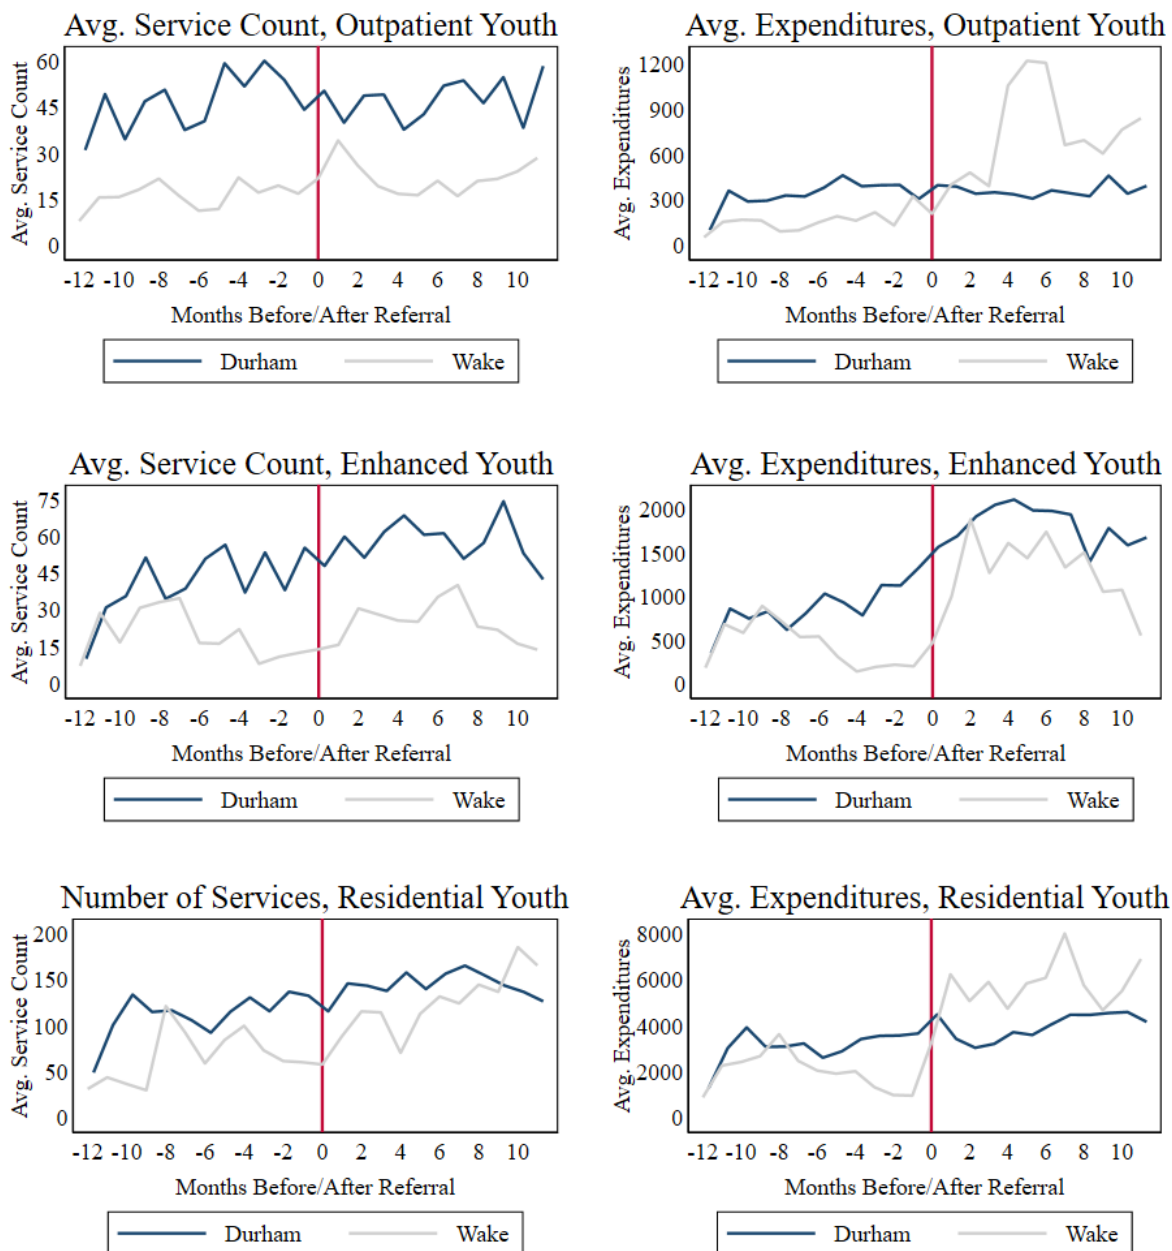 Avg. Service Count, Outpatient Youth
Avg. Service Count
60
45
30
15
0
-12 -10 -8 -6 -4 -2 0 2 4 6 8 10
Months Before/After Referral
Durham Wake
Avg. Expenditures, Outpatient Youth
Avg. Expenditures
1200
900
600
300
0
-12 -10 -8 -6 -4 -2 0 2 4 6 8 10
Months Before/After Referral
Durham Wake
Avg. Service Count, Enhanced Youth
Avg. Service Count
75
60
45
30
15
0
-12 -10 -8 -6 -4 -2 0 2 4 6 8 10
Months Before/After Referral
Durham Wake
Avg. Expenditures, Enhanced Youth
Avg. Expenditures
2000
1500
1000
500
0
-12 -10 -8 -6 -4 -2 0 2 4 6 8 10
Months Before/After Referral
Durham Wake
Number of Services, Residential Youth
Avg. Service Count
200
150
100
50
0
-12 -10 -8 -6 -4 -2 0 2 4 6 8 10
Months Before/After Referral
Durham Wake
Avg. Expenditures, Residential Youth
Avg. Expenditures
8000
6000
4000
2000
0
-12 -10 -8 -6 -4 -2 0 2 4 6 8 10
Months Before/After Referral
Durham Wake